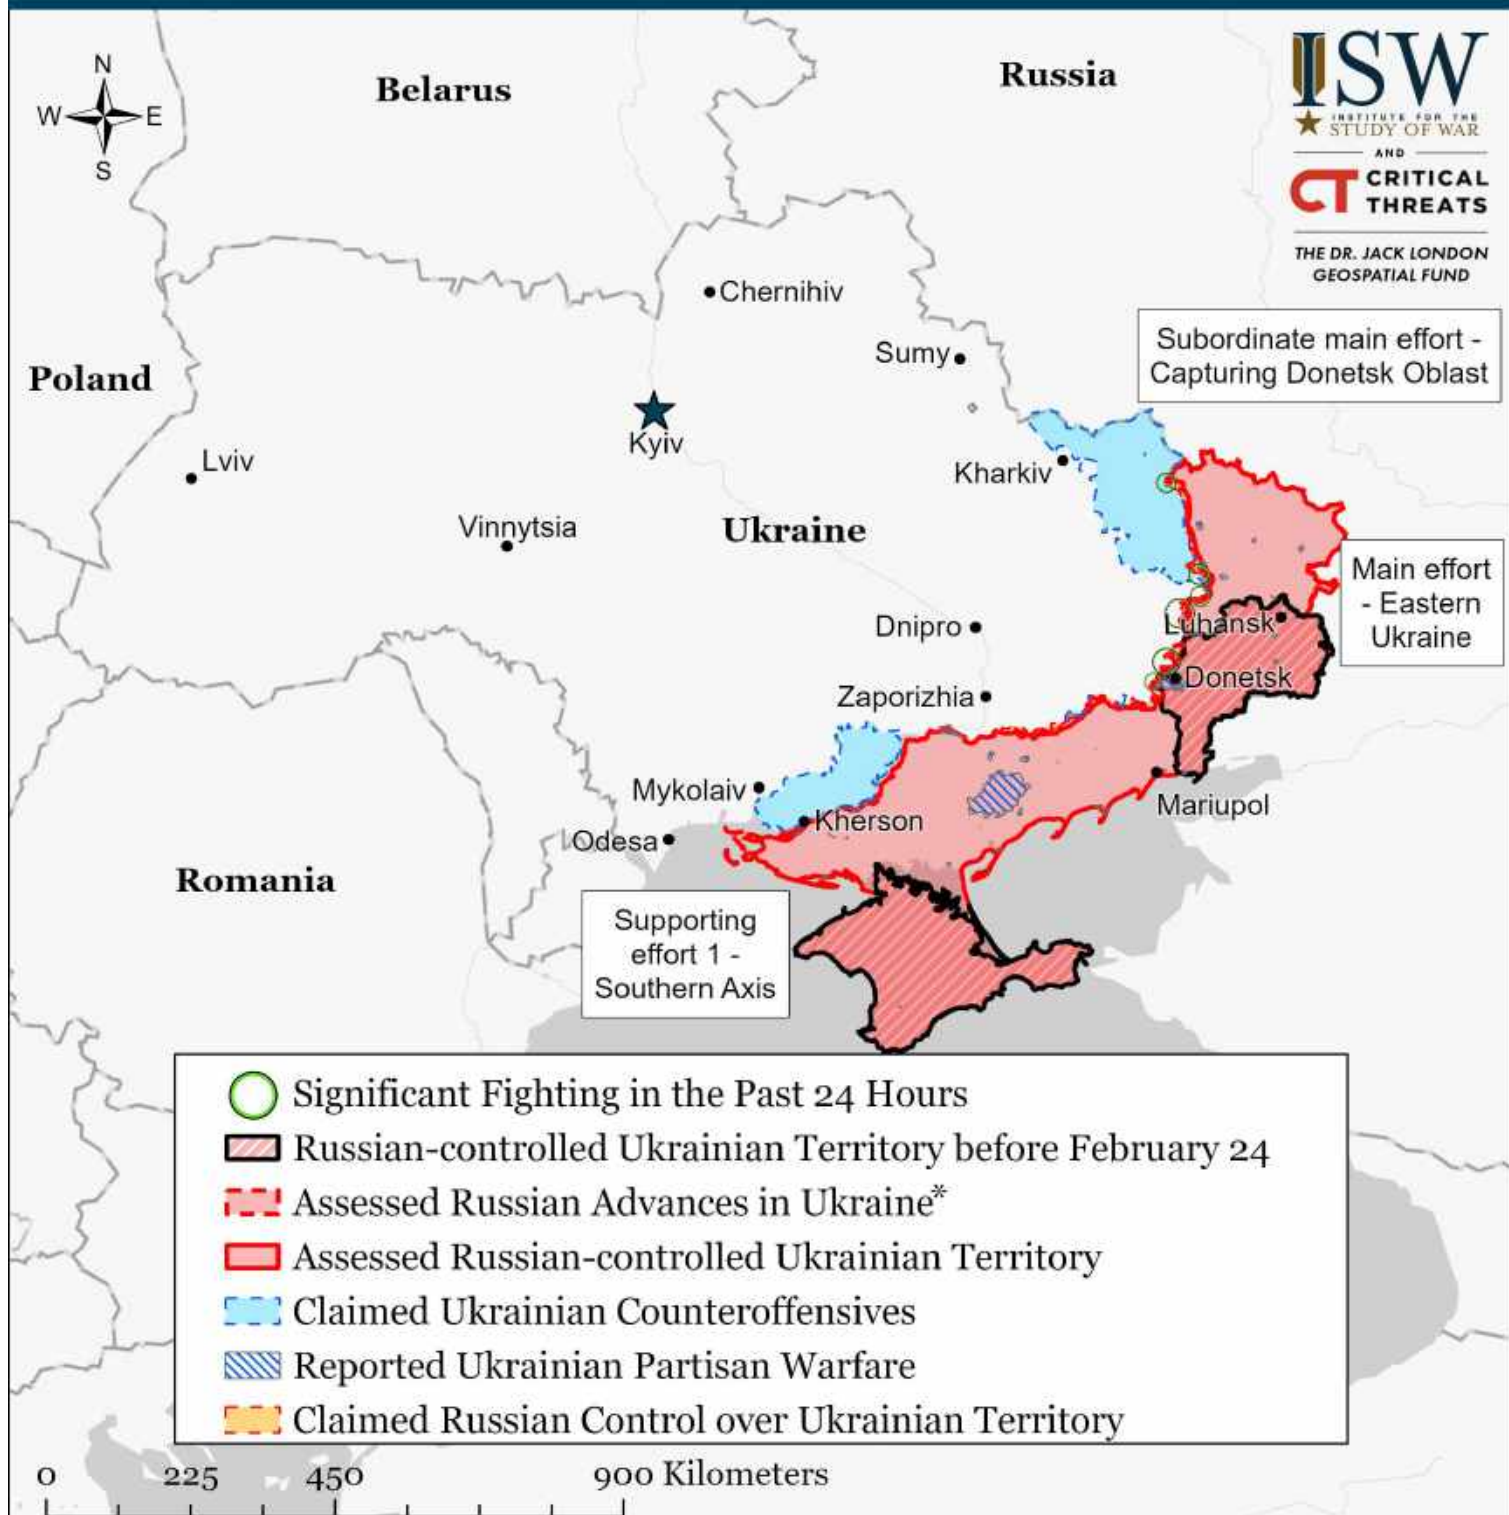 N
W
E
S
Belarus
Russia
ISW
INSTITUTE FOR THE
STUDY OF WAR
AND
CT CRITICAL
THREATS
THE DR. JACK LONDON
GEOSPATIAL FUND
Chernihiv
Sumy
Subordinate main effort -
Capturing Donetsk Oblast
Poland
Kyiv
Lviv
Kharkiv
Vinnytsia
Ukraine
Main effort
- Eastern
Ukraine
Dnipro
Luhansk
Donetsk
Zaporizhia
Mykolaiv
Mariupol
Kherson
Odesa
Romania
Supporting
effort 1 -
Southern Axis
Significant Fighting in the Past 24 Hours
Russian-controlled Ukrainian Territory before February 24
Assessed Russian Advances in Ukraine*
Assessed Russian-controlled Ukrainian Territory
Claimed Ukrainian Counteroffensives
Reported Ukrainian Partisan Warfare
Claimed Russian Control over Ukrainian Territory
0 225 450 900 Kilometers